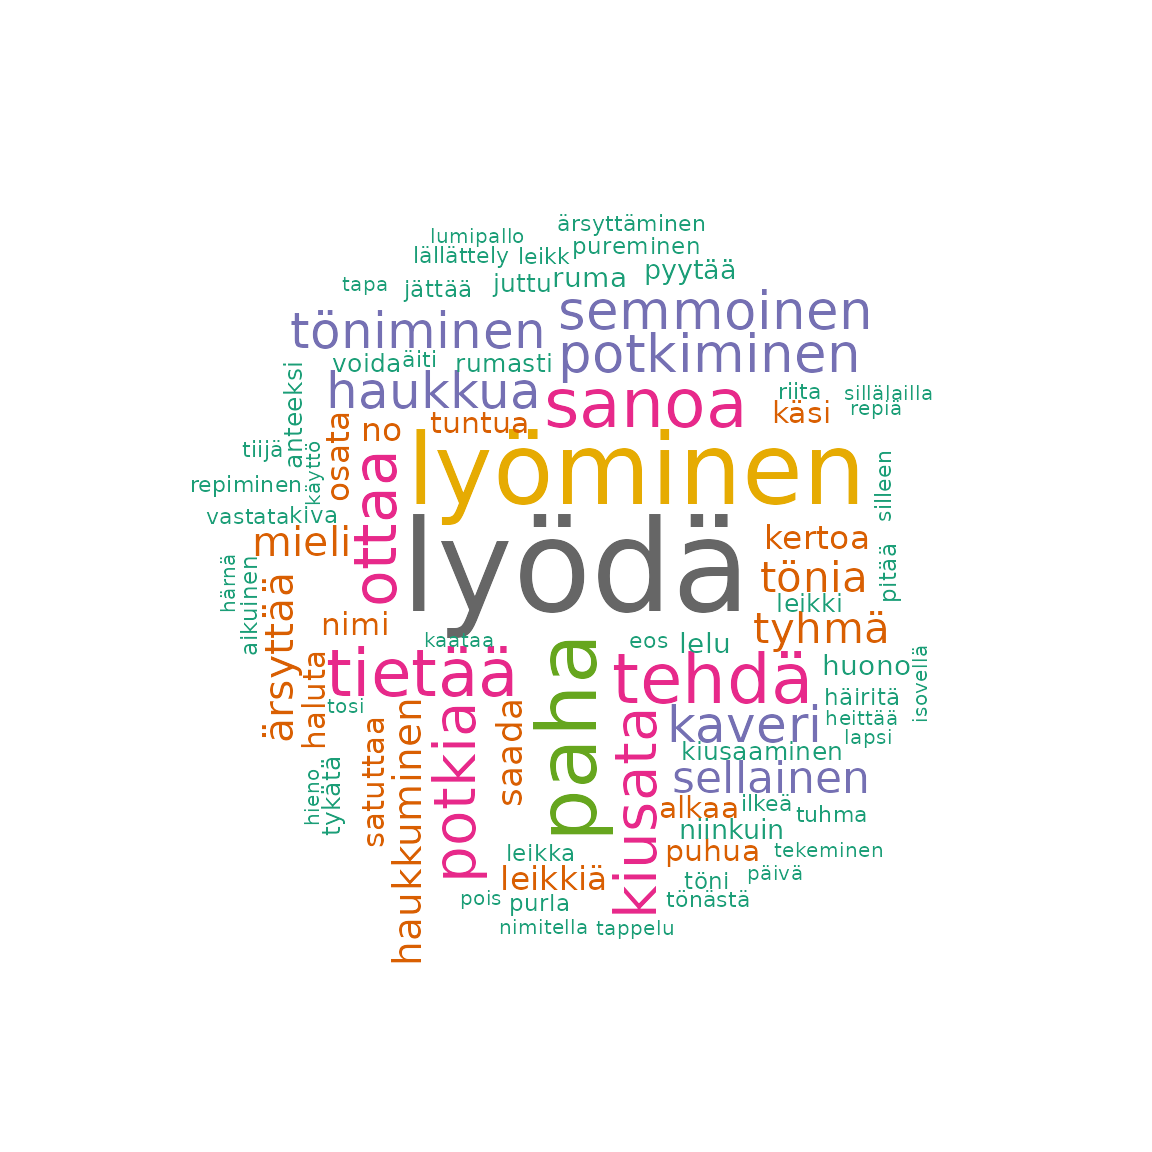 ärsyttäminen
lumipallo
pureminen
lällättely
leikk
pyytää
ruma
juttu
tapa
jättää
semmoinen
töniminen
potkiminen
voida
äiti
rumasti
haukkua
sanoa
riita
sillälailla
repiä
käsi
anteeksi
osata
no
tuntua
tiijä
käyttö
ottaa
lyöminen
silleen
repiminen
vastata
kiva
mieli
kertoa
lyödä
tönia
pitää
härnä
aikuinen
ärsyttää
leikki
nimi
tyhmä
kaataa
eos
lelu
haluta
tietää
paha
tehdä
huono
isovellä
tosi
häiritä
heittää
kaveri
lapsi
satuttaa
haukkuminen
potkia
saada
kiusata
kiusaaminen
sellainen
hieno
tykätä
alkaa
ilkeä
tuhma
niinkuin
leikka
puhua
tekeminen
leikkiä
töni
päivä
pois
purla
tönästä
nimitella
tappelu